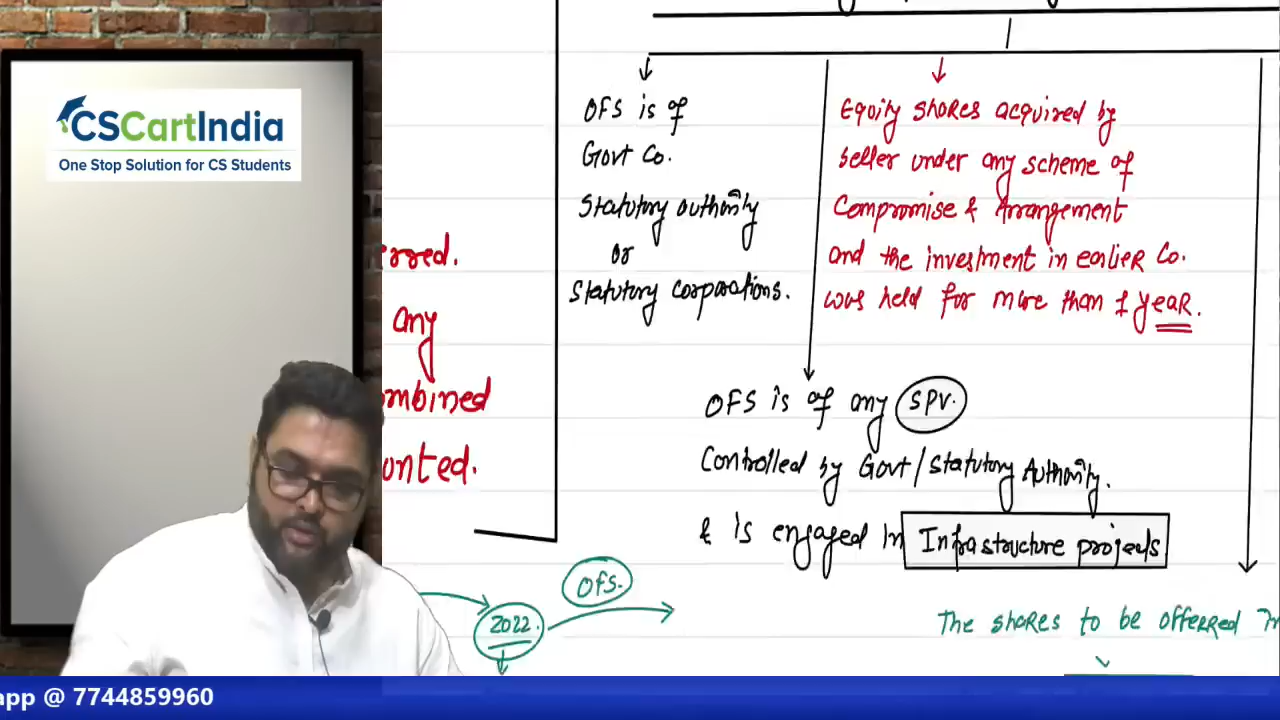 CSCartIndia
One Stop Solution for CS Students
OFS is of
Govt Co.
Statutory authority
or
Statutory corporations.
Equity shares acquired by
seller under any scheme of
Compromise & Arrangement
and the investment in earlier Co.
was held for more than 1 year.
OFS is of any SPV.
Controlled by Govt/Statutory Authority.
& is engaged in Infrastructure projects
rred.
any
mbined
unted.
OFS.
2022.
The shares to be offerred in
app @ 7744859960